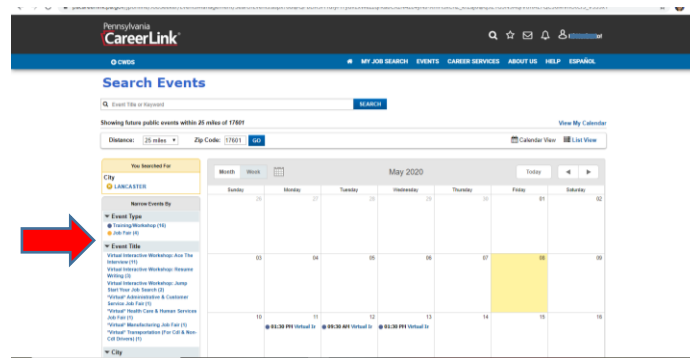 Pennsylvania
CareerLink
CWDS
MY JOB SEARCH EVENTS CAREER SERVICES ABOUT US HELP ESPAÑOL
Search Events
Event Title or Keyword SEARCH
Showing future public events within 25 miles of 17601 View My Calendar
Distance: 25 miles Zip Code: 17601 GO Calendar View List View
You Searched For
City
LANCASTER
Narrow Events By
Event Type
Training/Workshop (16)
Job Fair (4)
Event Title
Virtual Interactive Workshop: Ace The
Interview (11)
Virtual Interactive Workshop: Resume
Writing (3)
Virtual Interactive Workshop: Jump
Start Your Job Search (2)
"Virtual" Administrative & Customer
Service Job Fair (1)
"Virtual" Health Care & Human Services
Job Fair (1)
"Virtual" Manufacturing Job Fair (1)
"Virtual" Transportation (For Cdl & Non-
Cdl Drivers) (1)
City
Month Week May 2020 Today
Sunday Monday Tuesday Wednesday Thursday Friday Saturday
26 27 28 29 30 01 02
03 04 05 06 07 08 09
10 11 12 13 14 15 16
03:30 PM Virtual Ir 09:30 AM Virtual Ir 03:30 PM Virtual Ir